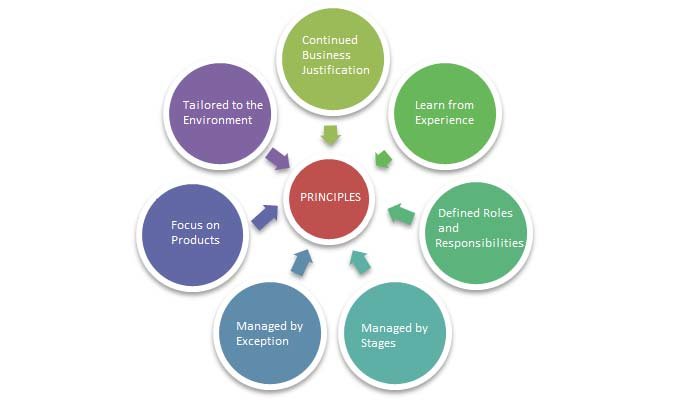 Continued
Business
Justification
Learn from
Experience
Defined Roles
and
Responsibilities
Managed by
Stages
Managed by
Exception
Focus on
Products
Tailored to the
Environment
PRINCIPLES